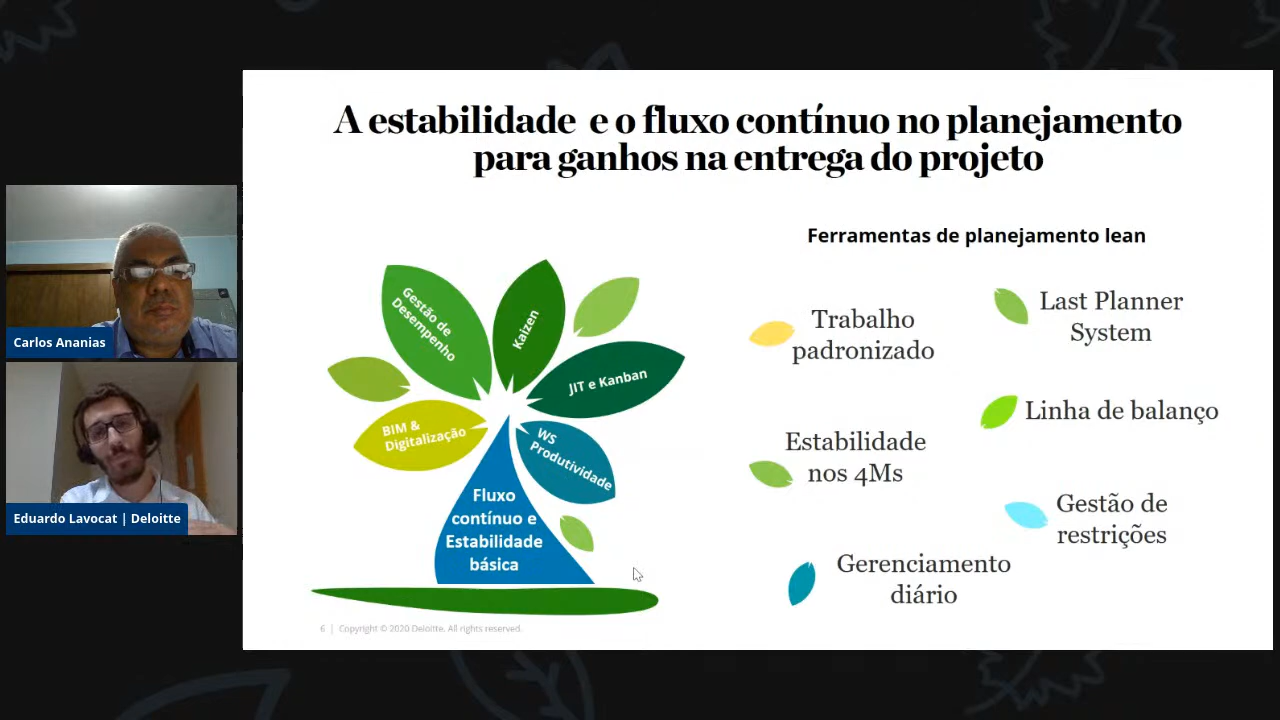 A estabilidade e o fluxo contínuo no planejamento
para ganhos na entrega do projeto
Carlos Ananias
Eduardo Lavocat | Deloitte
Gestão de
Desempenho
Kaizen
JIT e Kanban
BIM &
Digitalização
WS
Produtividade
Fluxo
contínuo e
Estabilidade
básica
Ferramentas de planejamento lean
Trabalho
padronizado
Last Planner
System
Linha de balanço
Estabilidade
nos 4Ms
Gestão de
restrições
Gerenciamento
diário
6 | Copyright © 2020 Deloitte. All rights reserved.